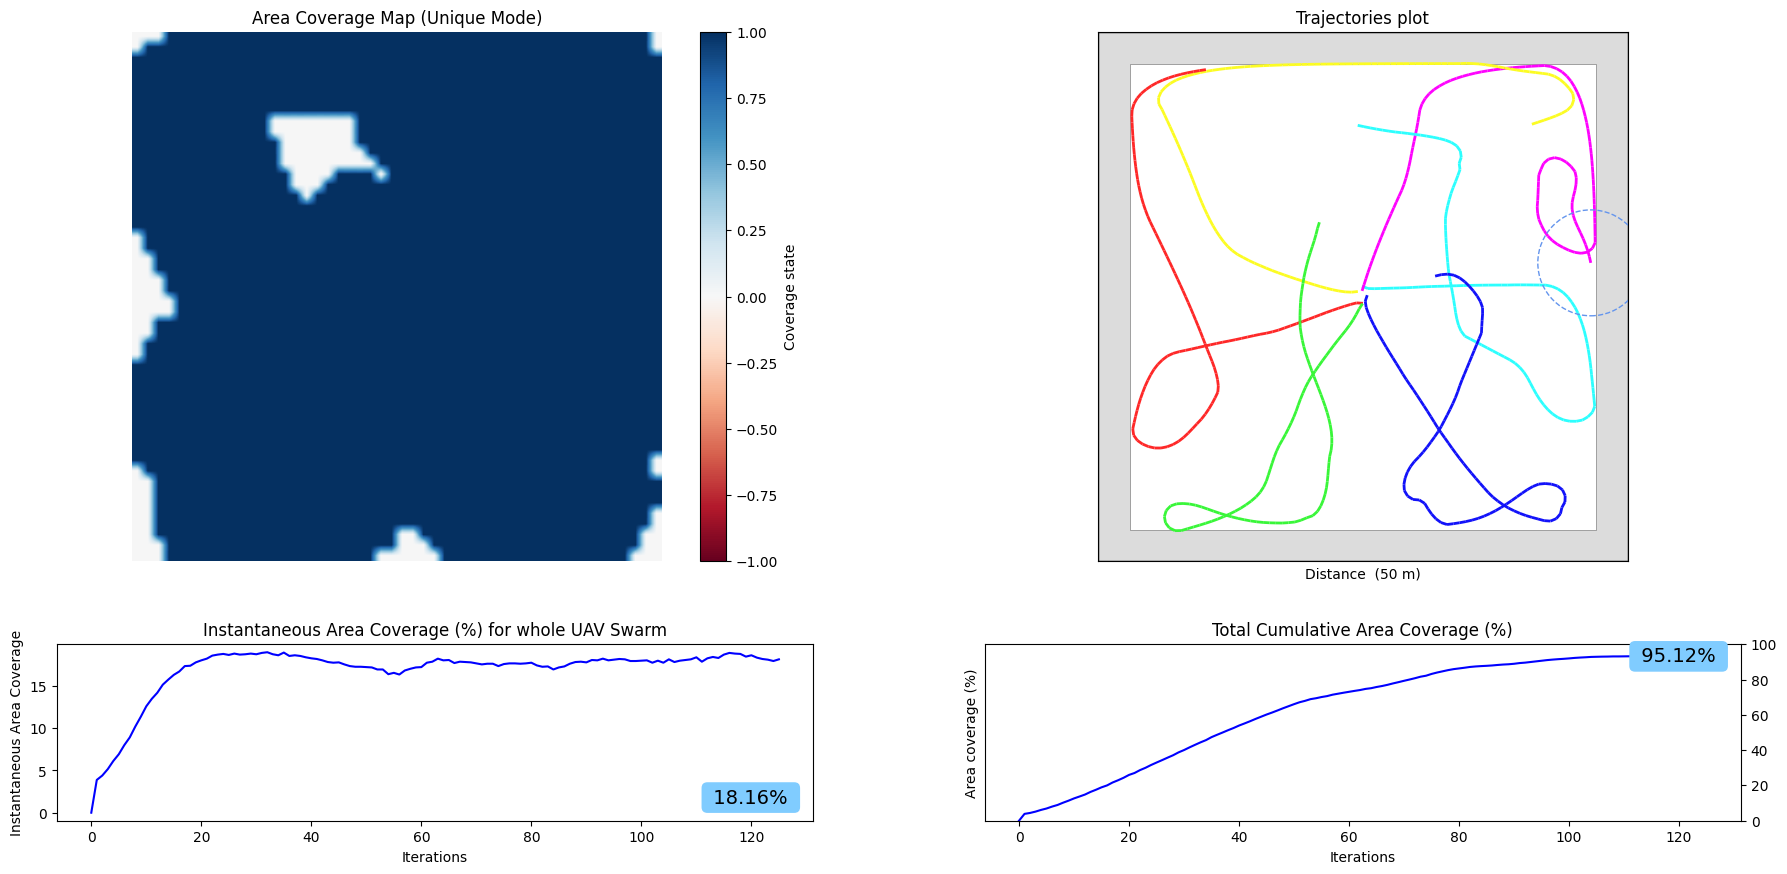 Area Coverage Map (Unique Mode)
1.00
0.75
0.50
0.25
0.00
−0.25
−0.50
−0.75
−1.00
Coverage state
Trajectories plot
Distance  (50 m)
Instantaneous Area Coverage (%) for whole UAV Swarm
Instantaneous Area Coverage
15
10
5
0
18.16%
0 20 40 60 80 100 120
Iterations
Total Cumulative Area Coverage (%)
Area coverage (%)
95.12%
100
80
60
40
20
0
0 20 40 60 80 100 120
Iterations